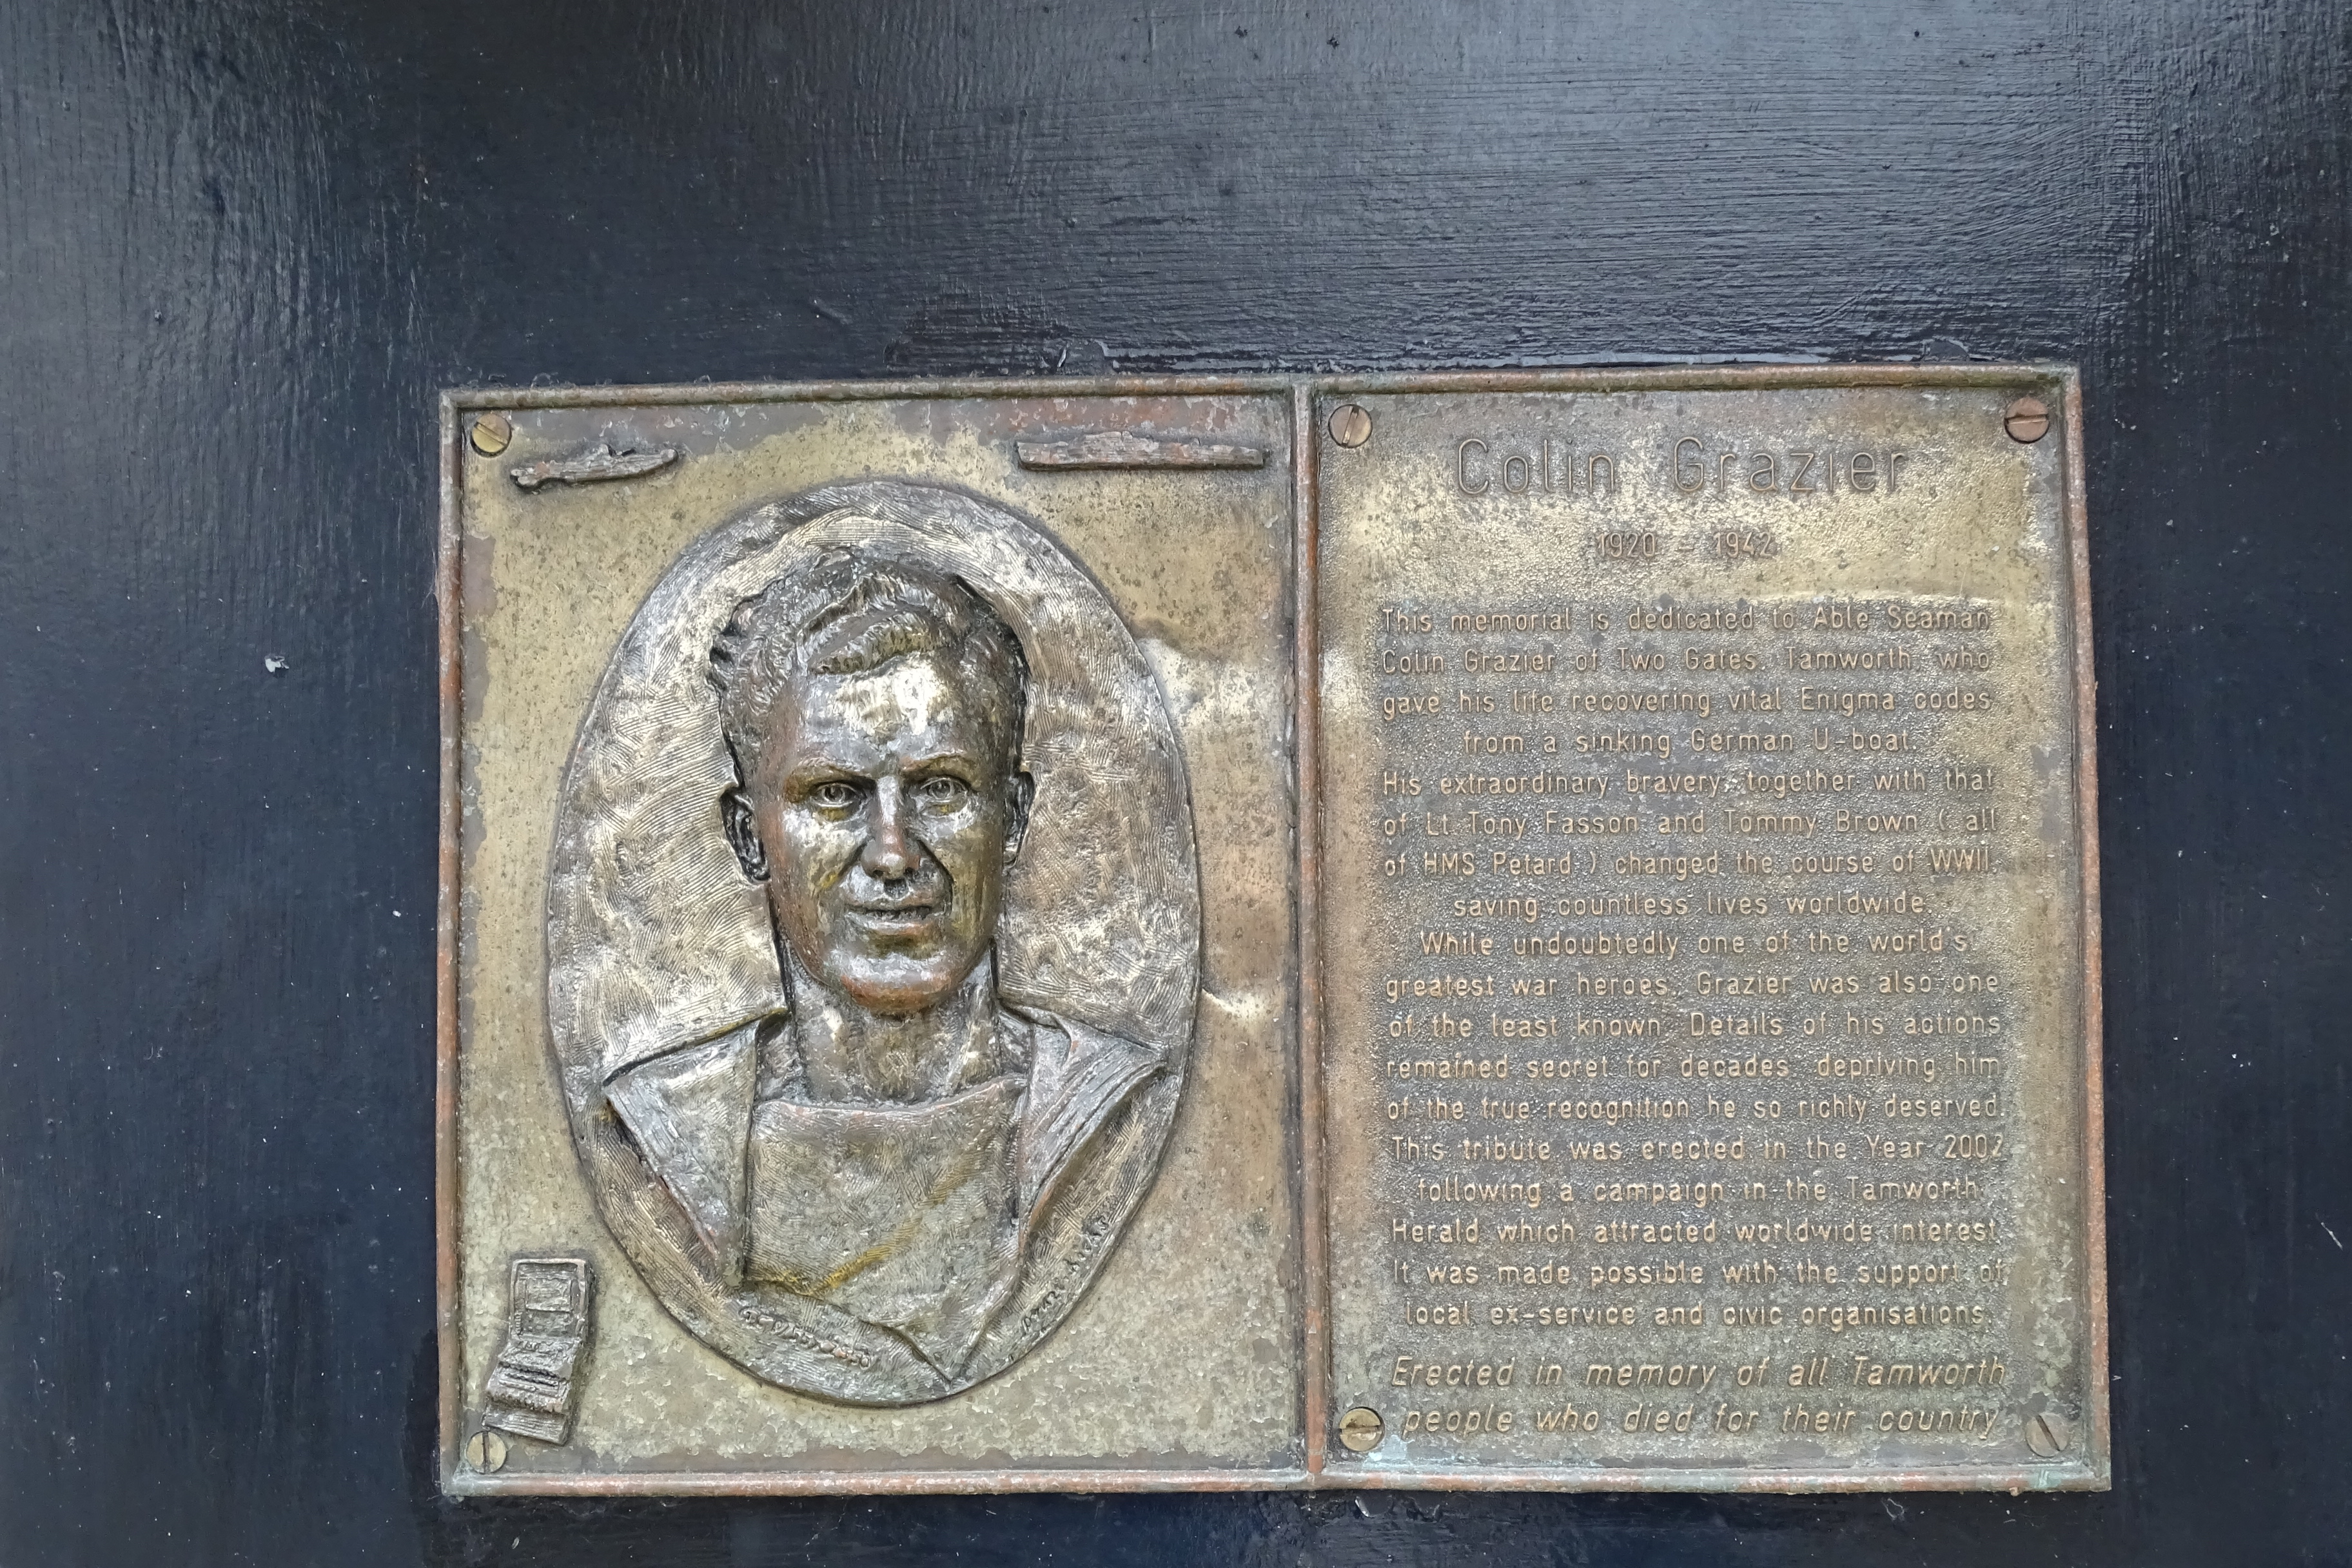 Colin Grazier
1920 - 1942
This memorial is dedicated to Able Seaman
Colin Grazier of Two Gates, Tamworth, who
gave his life recovering vital Enigma codes
from a sinking German U-boat.
His extraordinary bravery, together with that
of Lt Tony Fasson and Tommy Brown ( all
of HMS Petard ) changed the course of WWII,
saving countless lives worldwide.
While undoubtedly one of the world's
greatest war heroes, Grazier was also one
of the least known. Details of his actions
remained secret for decades depriving him
of the true recognition he so richly deserved.
This tribute was erected in the Year 2002
following a campaign in the Tamworth
Herald which attracted worldwide interest.
It was made possible with the support of
local ex-service and civic organisations.
Erected in memory of all Tamworth
people who died for their country